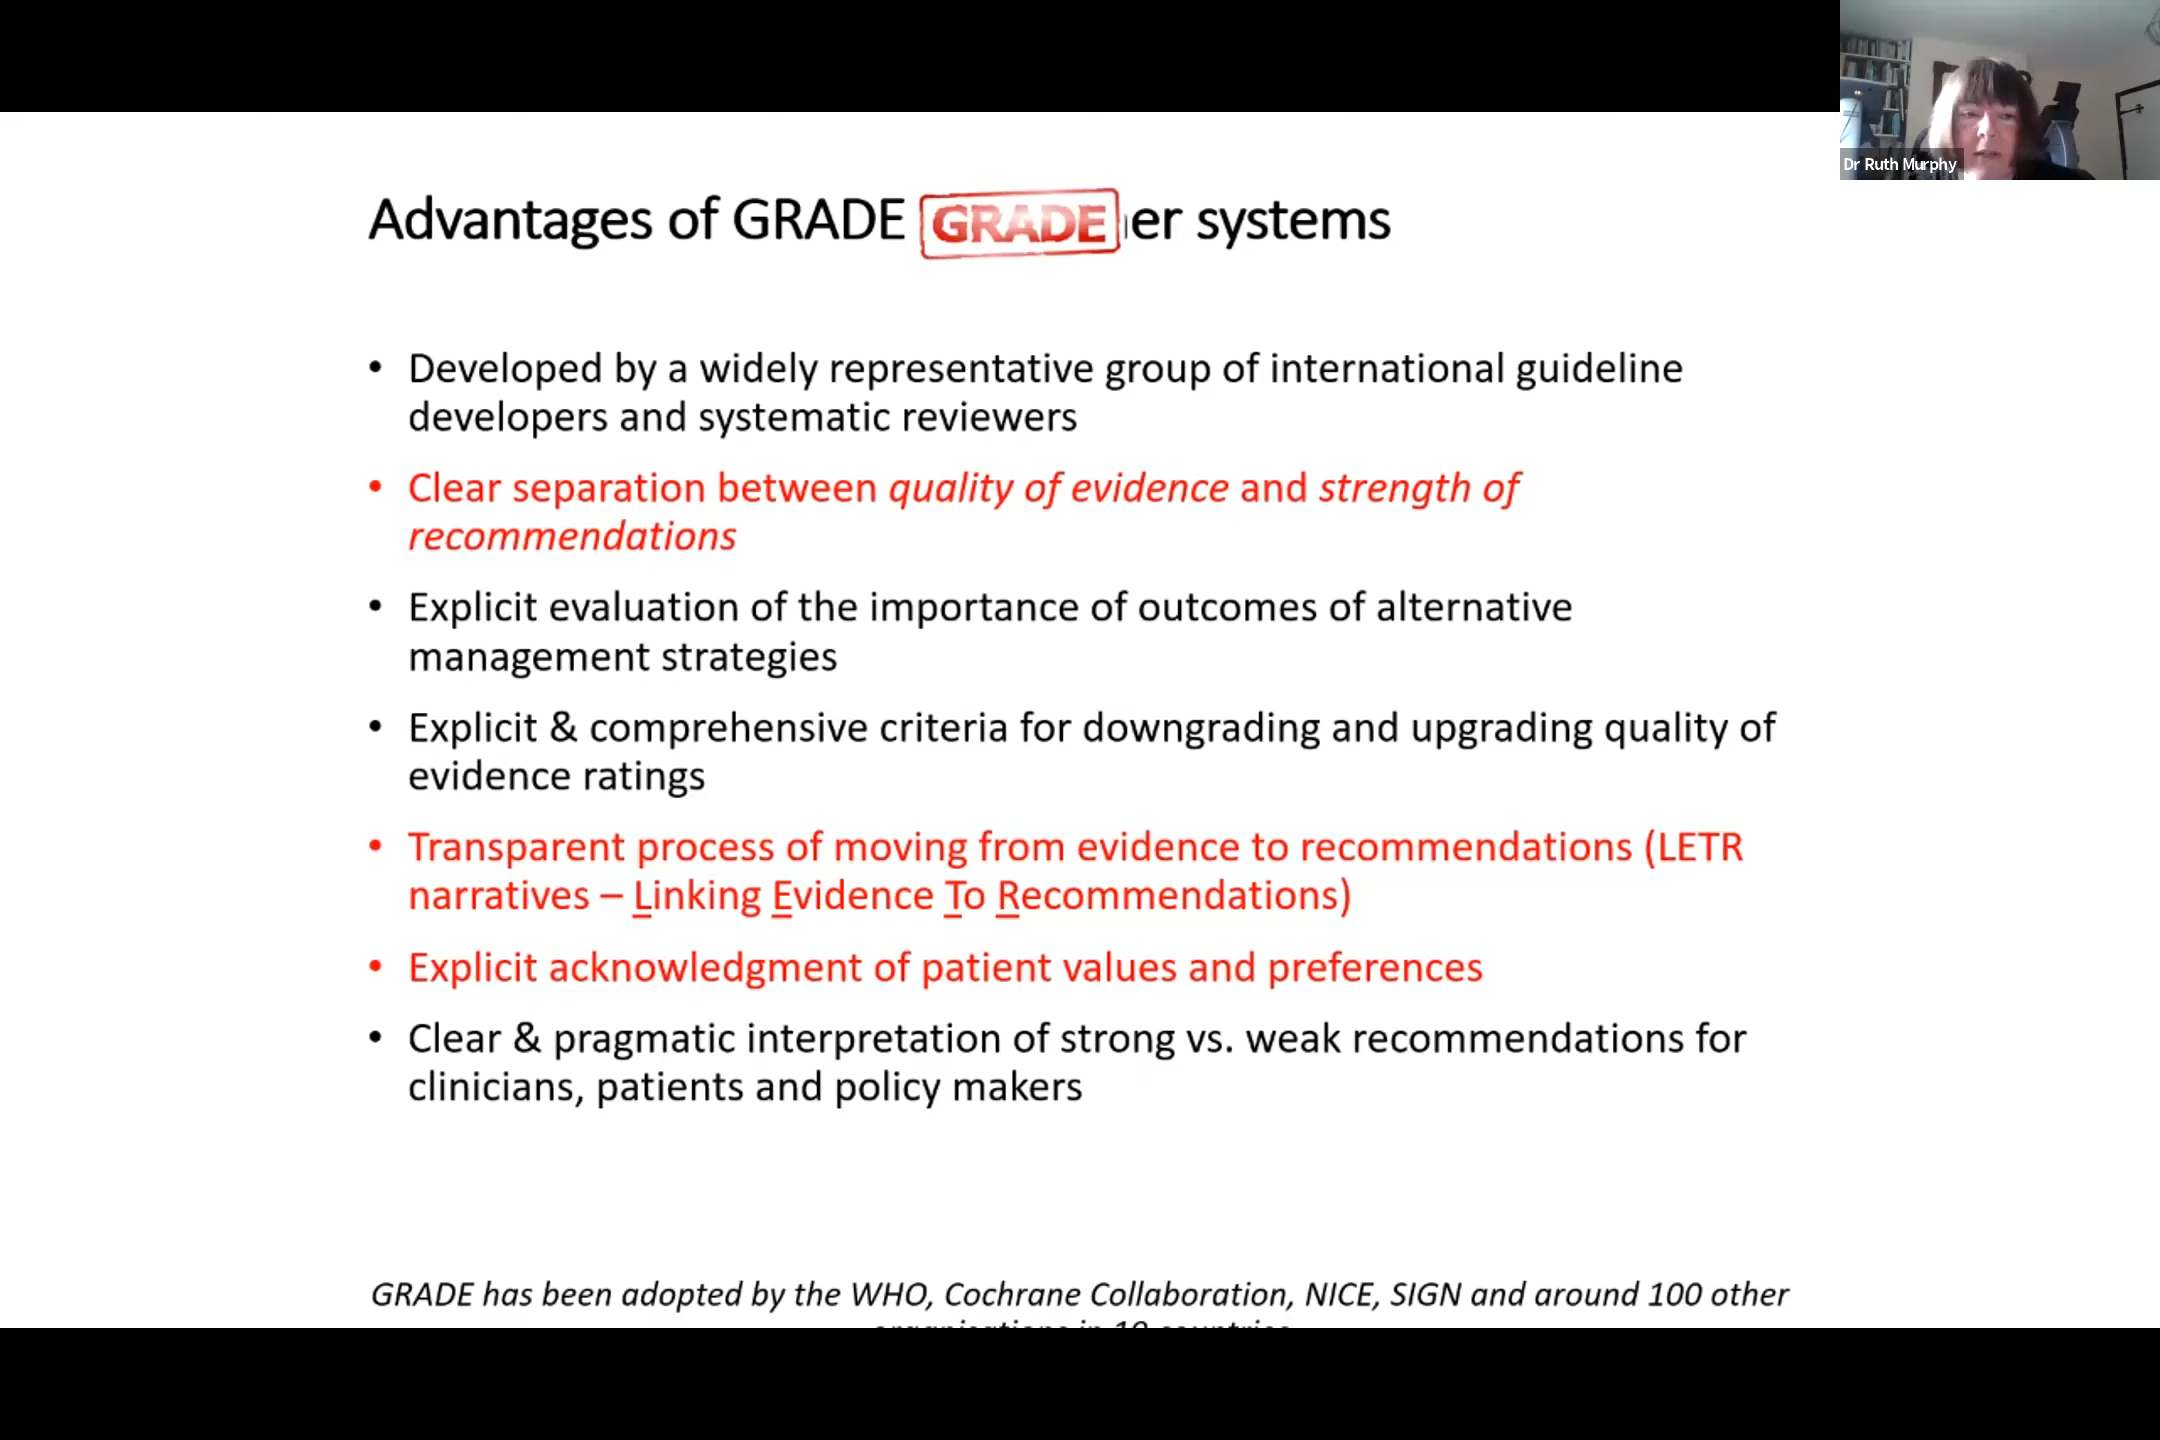 Dr Ruth Murphy
Advantages of GRADE GRADE er systems
• Developed by a widely representative group of international guideline
developers and systematic reviewers
• Clear separation between quality of evidence and strength of
recommendations
• Explicit evaluation of the importance of outcomes of alternative
management strategies
• Explicit & comprehensive criteria for downgrading and upgrading quality of
evidence ratings
• Transparent process of moving from evidence to recommendations (LETR
narratives – Linking Evidence To Recommendations)
• Explicit acknowledgment of patient values and preferences
• Clear & pragmatic interpretation of strong vs. weak recommendations for
clinicians, patients and policy makers
GRADE has been adopted by the WHO, Cochrane Collaboration, NICE, SIGN and around 100 other